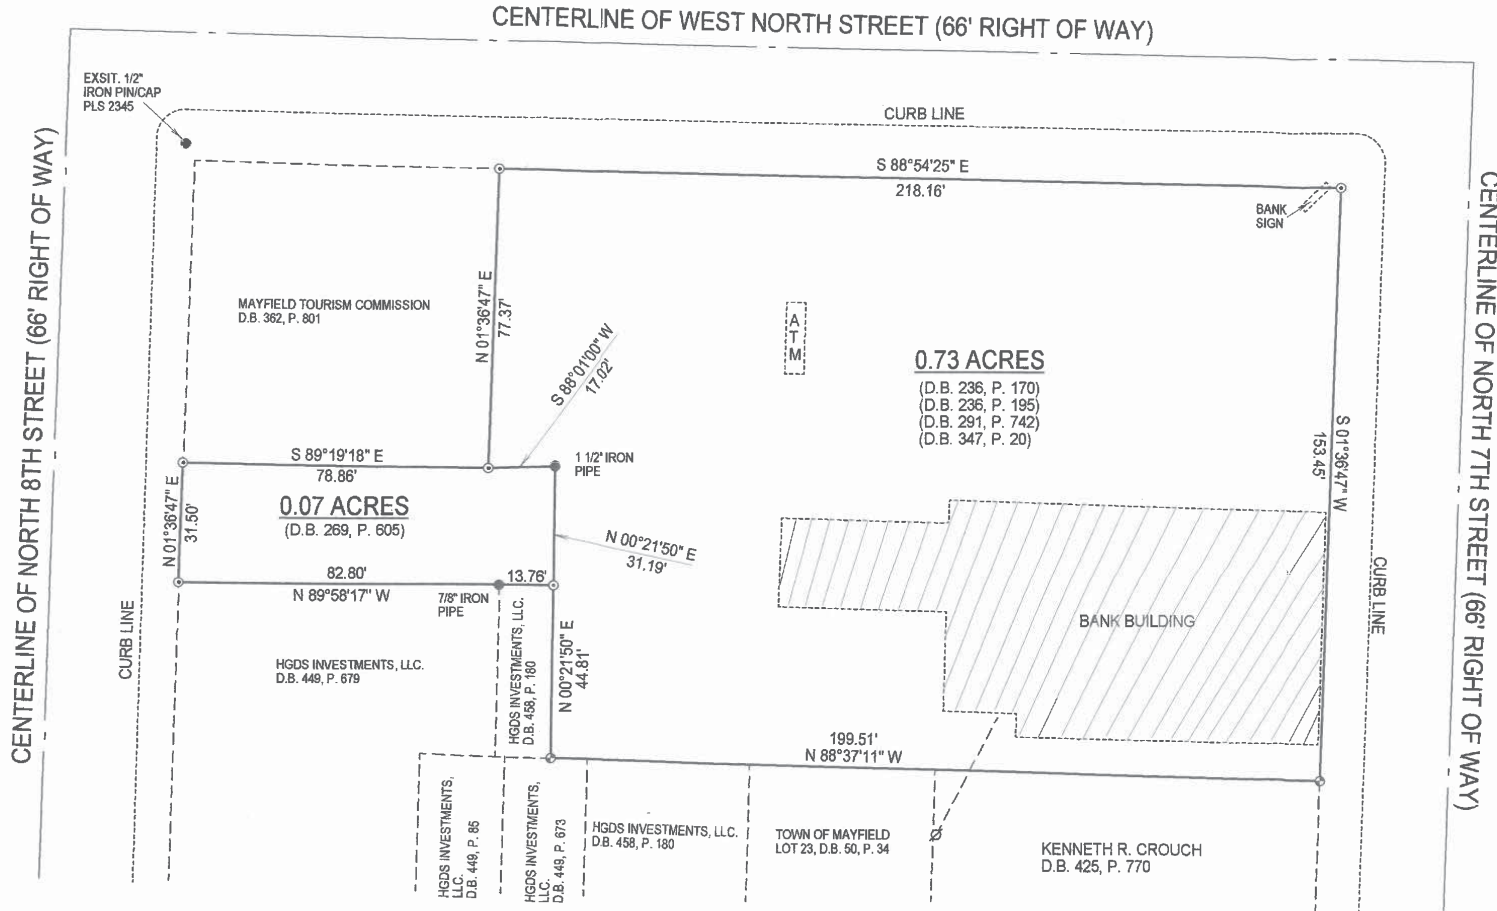 CENTERLINE OF WEST NORTH STREET (66' RIGHT OF WAY)
EXSIT. 1/2"
IRON PIN/CAP
PLS 2345
CURB LINE
S 88°54'25" E
218.16'
BANK
SIGN
CENTERLINE OF NORTH 8TH STREET (66' RIGHT OF WAY)
CENTERLINE OF NORTH 7TH STREET (66' RIGHT OF WAY)
MAYFIELD TOURISM COMMISSION
D.B. 362, P. 801
N 01°36'47" E
77.37'
S 88°01'00" W
17.02'
A
T
M
0.73 ACRES
(D.B. 236, P. 170)
(D.B. 236, P. 195)
(D.B. 291, P. 742)
(D.B. 347, P. 20)
S 01°36'47" W
153.45'
S 89°19'18" E
78.86'
1 1/2" IRON
PIPE
0.07 ACRES
(D.B. 269, P. 605)
N 01°36'47" E
31.50'
N 00°21'50" E
31.19'
82.80'
N 89°58'17" W
13.76'
7/8" IRON
PIPE
CURB LINE
CURB LINE
BANK BUILDING
HGDS INVESTMENTS, LLC.
D.B. 449, P. 679
HGDS INVESTMENTS, LLC.
D.B. 458, P. 180
N 00°21'50" E
44.81'
199.51'
N 88°37'11" W
HGDS INVESTMENTS,
LLC.
D.B. 449, P. 85
HGDS INVESTMENTS,
LLC.
D.B. 449, P. 673
HGDS INVESTMENTS, LLC.
D.B. 458, P. 180
TOWN OF MAYFIELD
LOT 23, D.B. 50, P. 34
KENNETH R. CROUCH
D.B. 425, P. 770